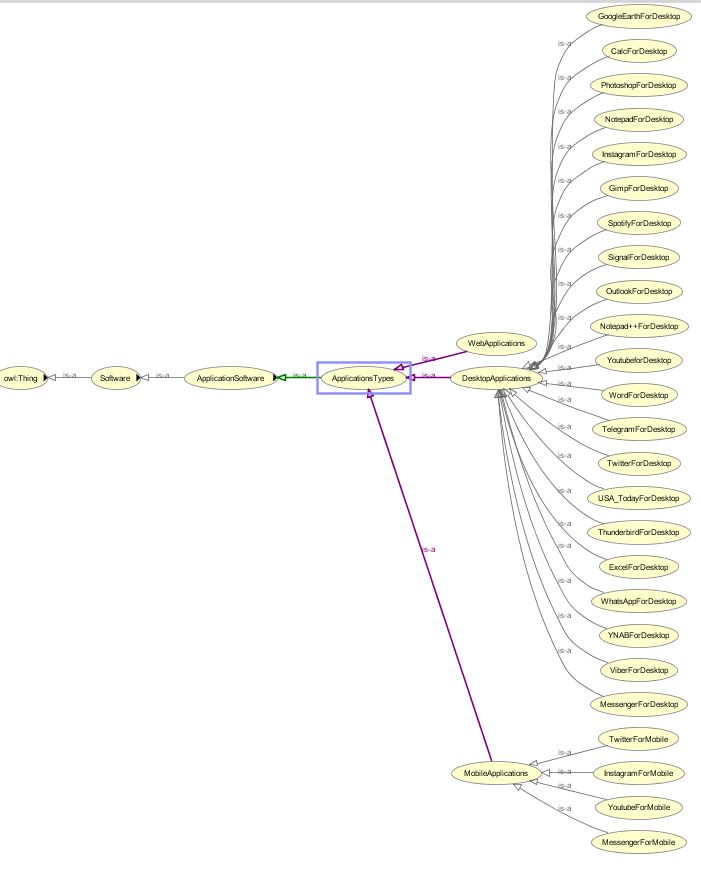 GoogleEarthForDesktop
is-a
CalcForDesktop
is-a
PhotoshopForDesktop
is-a
NotepadForDesktop
is-a
InstagramForDesktop
is-a
GimpForDesktop
is-a
SpotifyForDesktop
is-a
SignalForDesktop
is-a
OutlookForDesktop
is-a
Notepad++ForDesktop
is-a
WebApplications
is-a
YoutubeforDesktop
is-a
owl:Thing
is-a
Software
is-a
ApplicationSoftware
is-a
ApplicationsTypes
is-a
DesktopApplications
is-a
WordForDesktop
is-a
TelegramForDesktop
is-a
TwitterForDesktop
is-a
USA_TodayForDesktop
is-a
ThunderbirdForDesktop
is-a
is-a
ExcelForDesktop
is-a
WhatsAppForDesktop
is-a
YNABForDesktop
is-a
ViberForDesktop
MessengerForDesktop
TwitterForMobile
is-a
MobileApplications
is-a
InstagramForMobile
is-a
YoutubeForMobile
is-a
MessengerForMobile